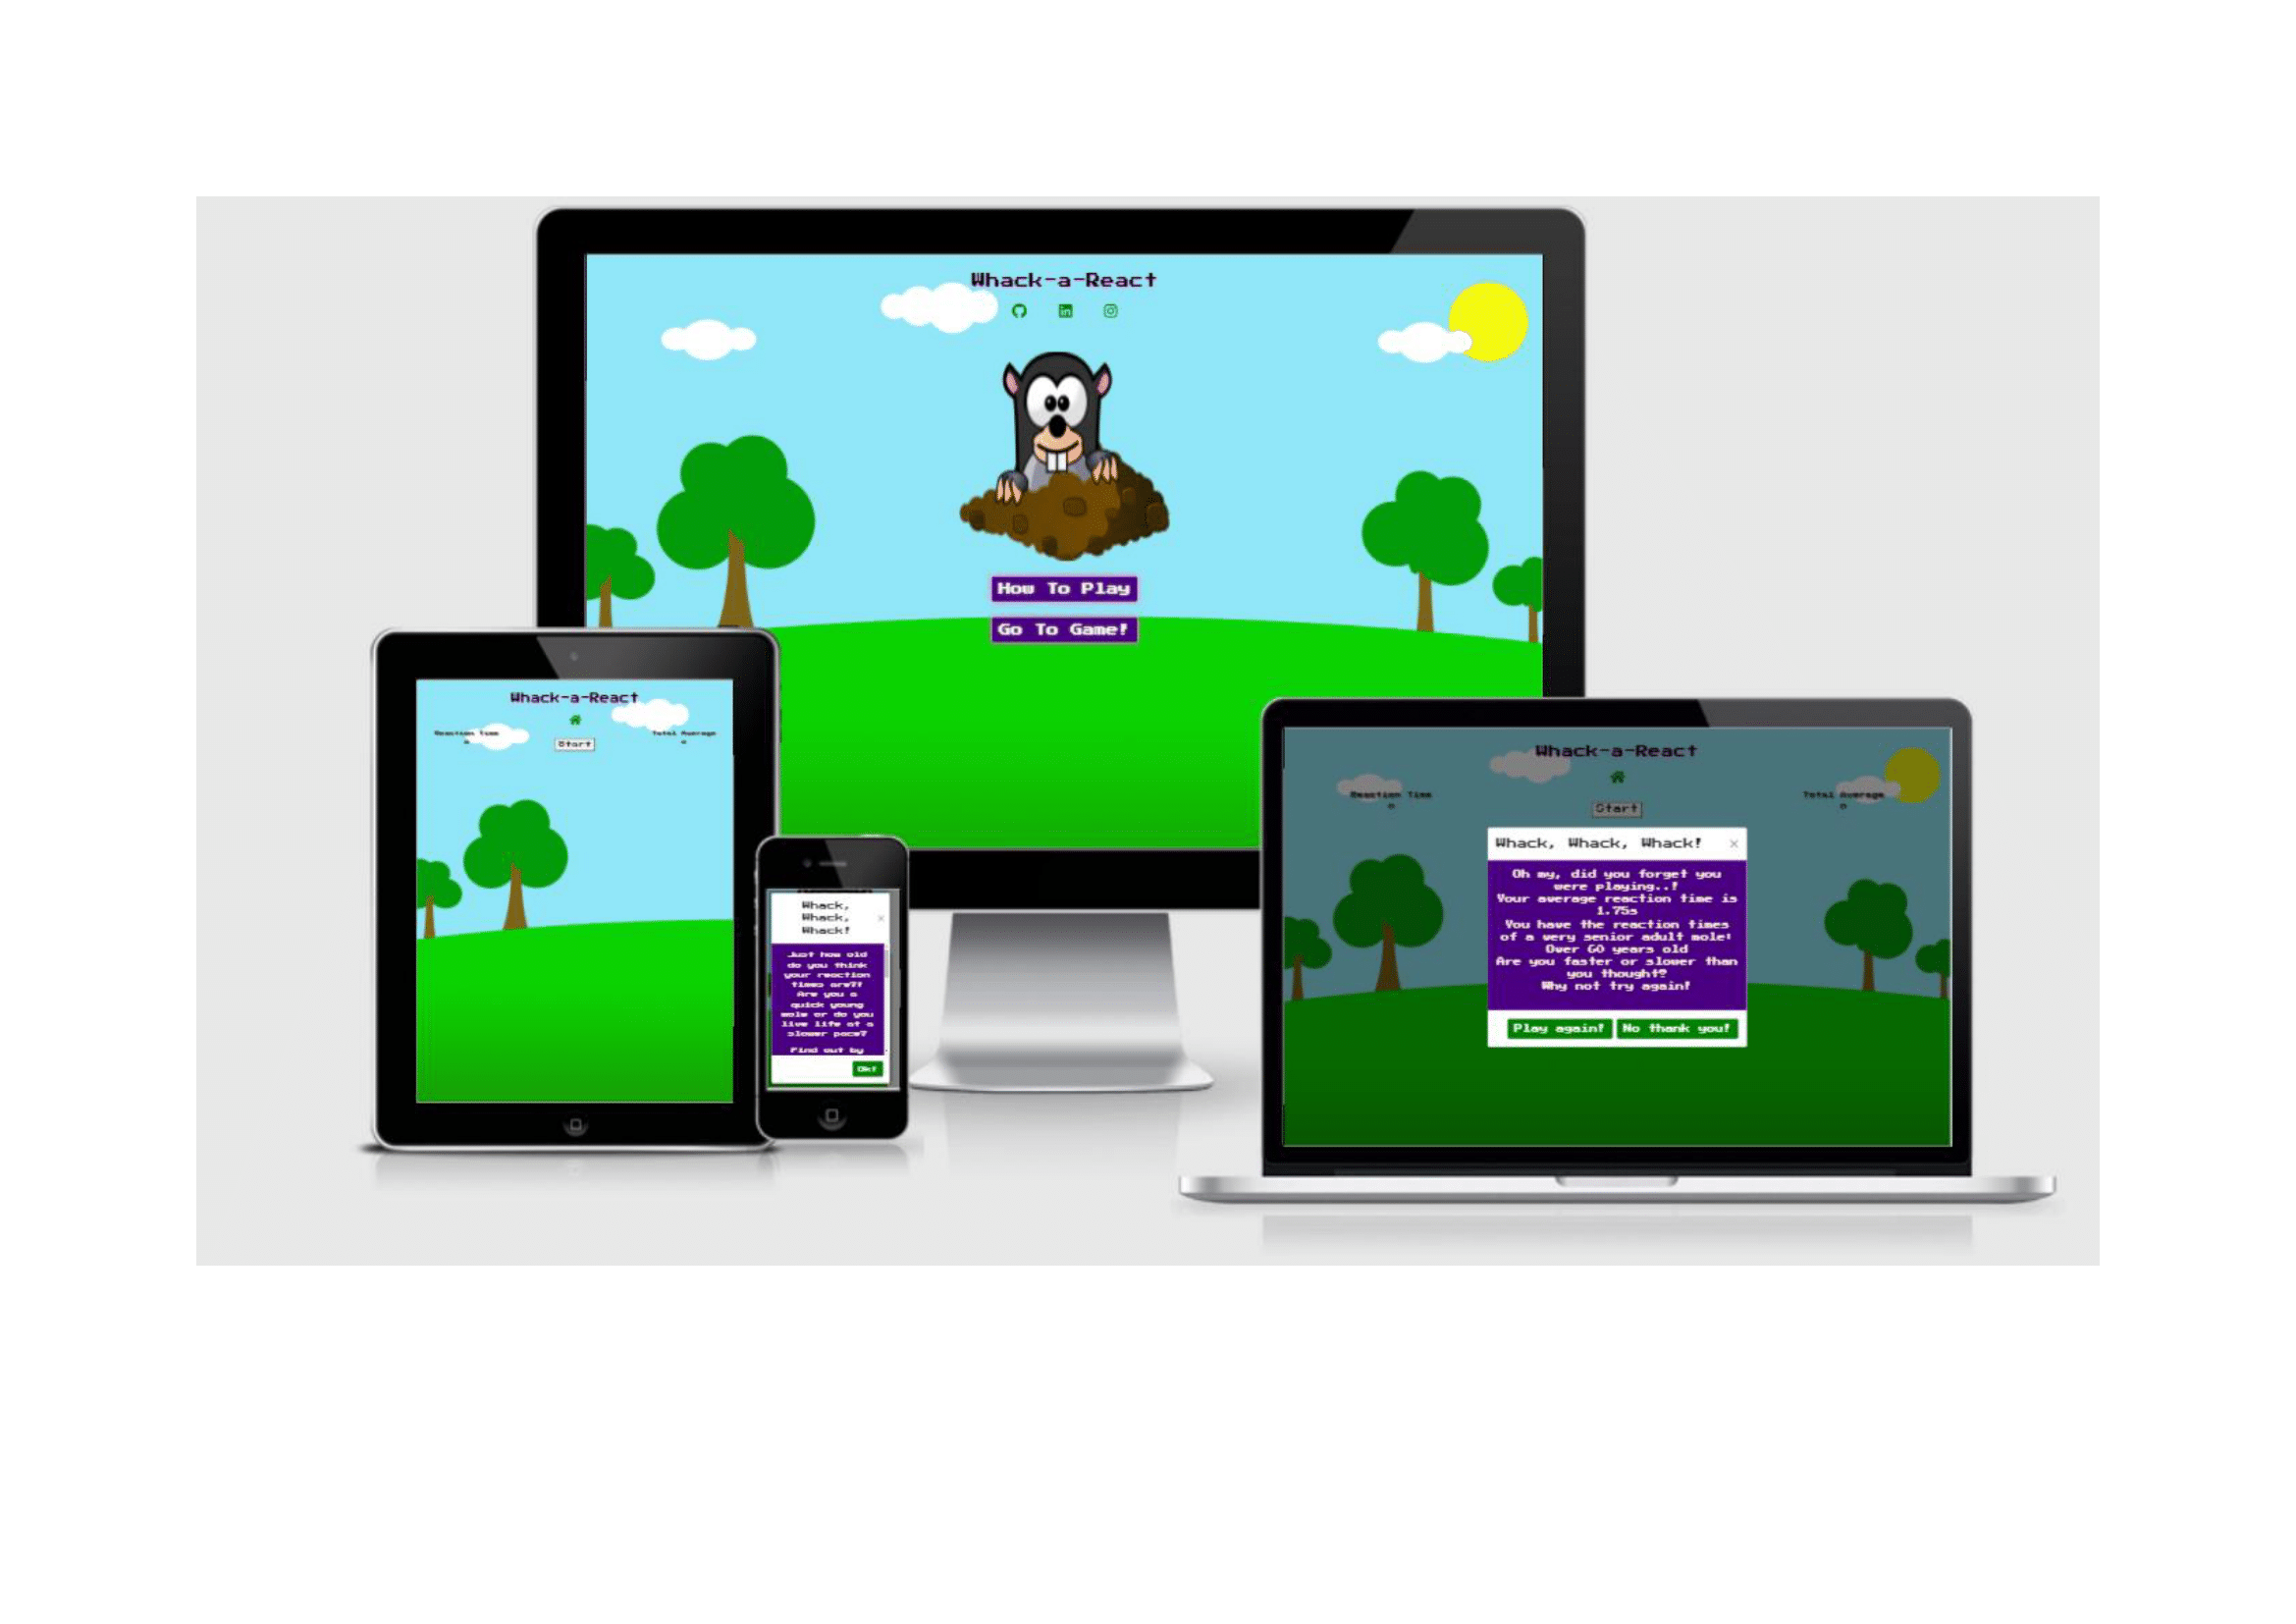 Whack-a-React
How To Play
Go To Game!
Whack-a-React
Reaction Time
Total Average
0
0
Start
Whack,
Whack,
Whack!
×
Just how old
do you think
your reaction
times are??
Are you a
quick young
mole or do you
live life at a
slower pace?
Find out by
Ok!
Whack-a-React
Reaction Time
Total Average
0
0
Start
Whack, Whack, Whack! ×
Oh my, did you forget you
were playing..!
Your average reaction time is
1.75s
You have the reaction times
of a very senior adult mole:
Over 60 years old
Are you faster or slower than
you thought?
Why not try again!
Play again! No thank you!